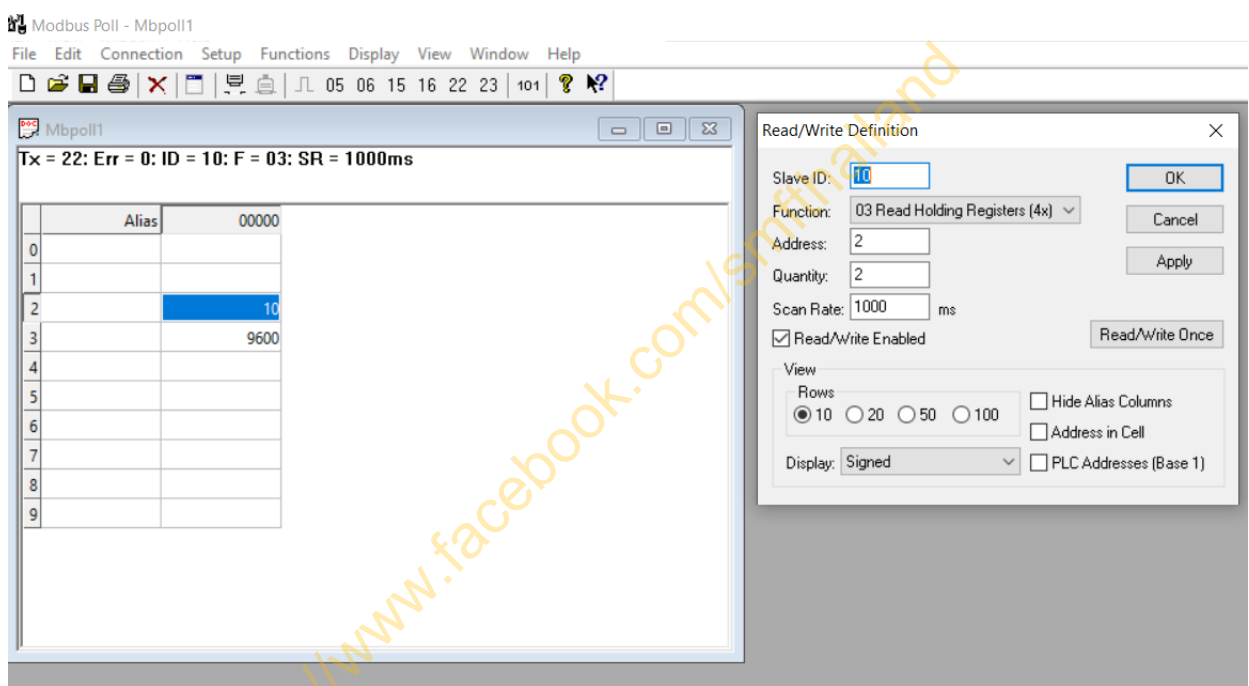 Modbus Poll - Mbpoll1
File Edit Connection Setup Functions Display View Window Help
05 06 15 16 22 23 101
Mbpoll1
Tx = 22: Err = 0: ID = 10: F = 03: SR = 1000ms
Alias 00000
0
1
2 10
3 9600
4
5
6
7
8
9
Read/Write Definition
Slave ID: 10 OK
Function: 03 Read Holding Registers (4x) Cancel
Address: 2
Quantity: 2 Apply
Scan Rate: 1000 ms
Read/Write Enabled Read/Write Once
View
Rows
10 20 50 100
Hide Alias Columns
Address in Cell
Display: Signed PLC Addresses (Base 1)
//www.facebook.com/smfthailand